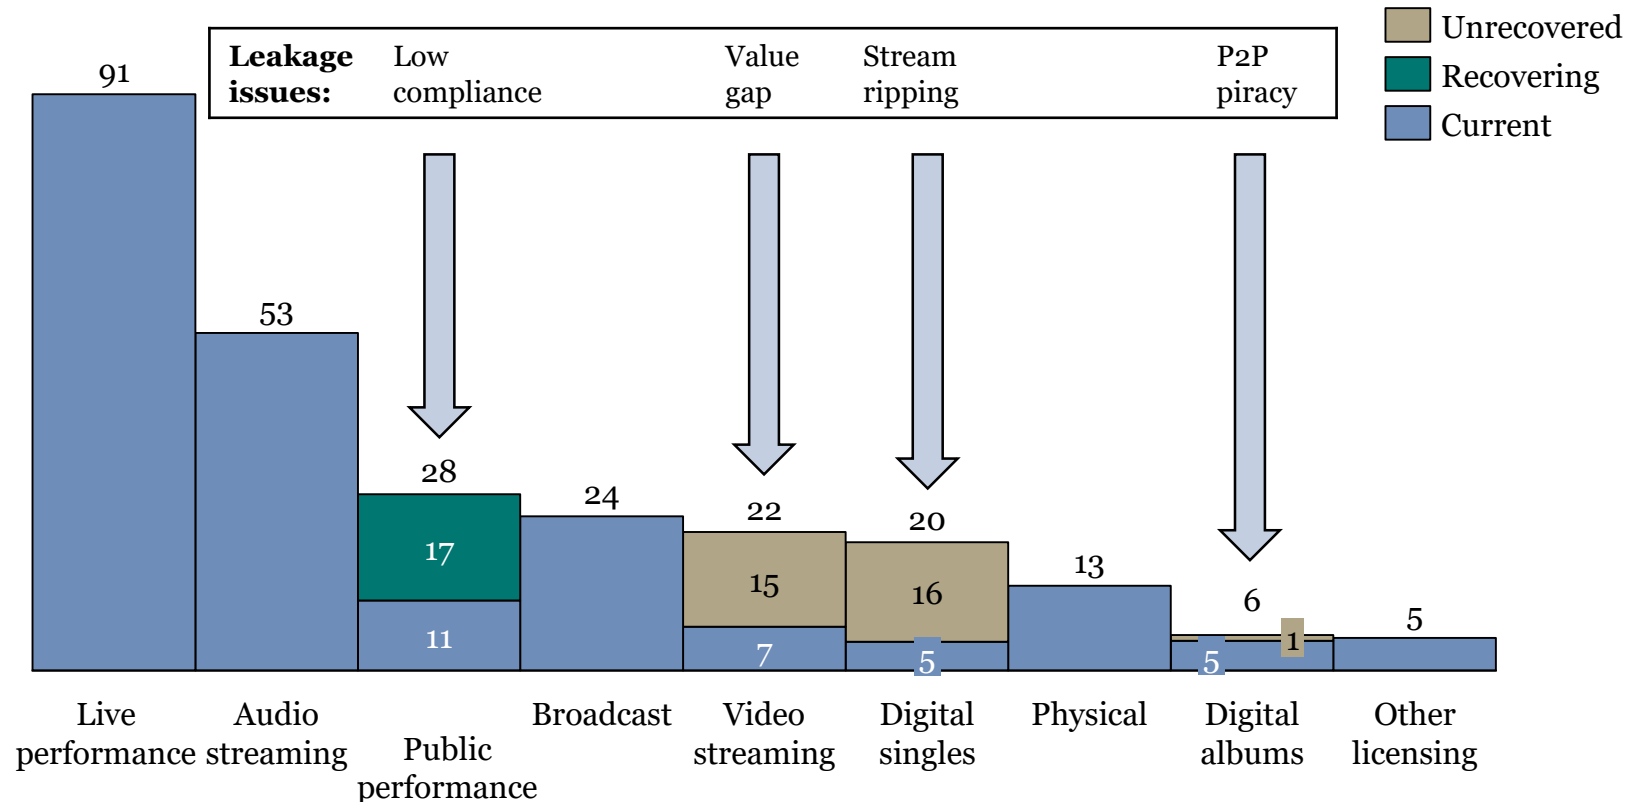 Leakage issues:
Low compliance
Value gap
Stream ripping
P2P piracy
Unrecovered
Recovering
Current
91
53
28
17
11
24
22
15
7
20
16
5
13
6
1
5
5
Live performance
Audio streaming
Public performance
Broadcast
Video streaming
Digital singles
Physical
Digital albums
Other licensing